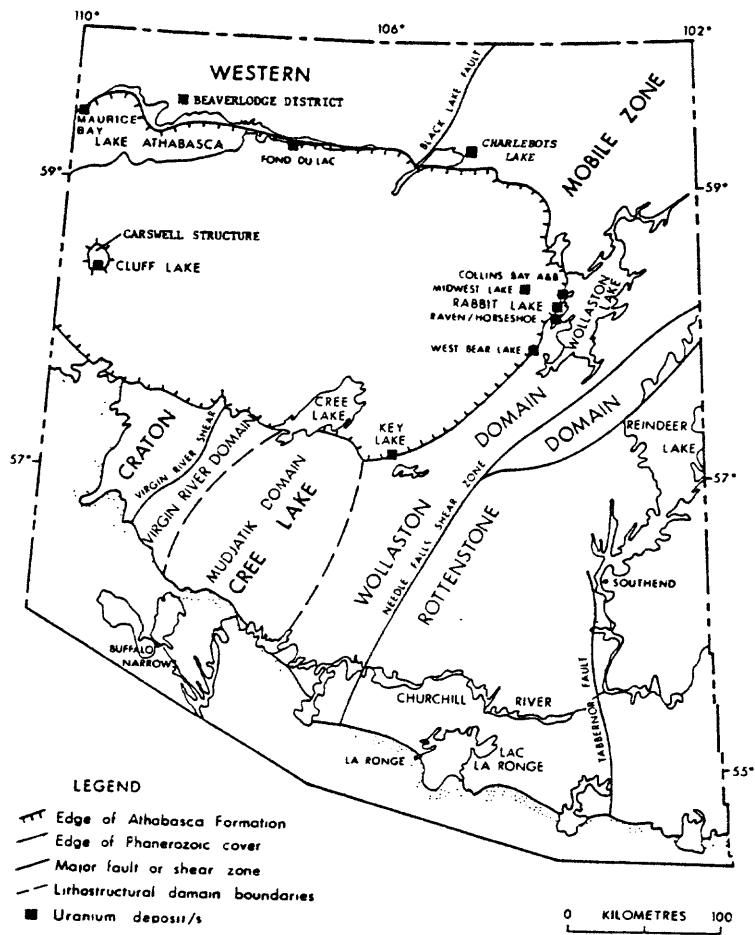 110°
106°
102°
WESTERN
BEAVERLODGE DISTRICT
MAURICE
BAY
LAKE ATHABASCA
FOND DU LAC
BLACK LAKE FAULT
CHARLEBOTS
LAKE
MOBILE ZONE
59°
59°
CARSWELL STRUCTURE
CLUFF LAKE
COLLINS BAY A&B
MIDWEST LAKE
RABBIT LAKE
RAVEN/HORSESHOE
WOLLASTON
LAKE
WEST BEAR LAKE
CREE
LAKE
KEY
LAKE
DOMAIN
DOMAIN
REINDEER
LAKE
CRATON
VIRGIN RIVER SHEAR
VIRGIN RIVER DOMAIN
MUDJATIK DOMAIN
CREE LAKE
57°
57°
WOLLASTON
NEEDLE FALLS SHEAR ZONE
ROTTENSTONE
SOUTHEND
BUFFALO
NARROWS
CHURCHILL RIVER
TABBERNOR FAULT
LA RONGE
LAC
LA RONGE
55°
LEGEND
Edge of Athabasca Formation
Edge of Phanerozoic cover
Major fault or shear zone
Lithostructural domain boundaries
Uranium deposit/s
0 KILOMETRES 100